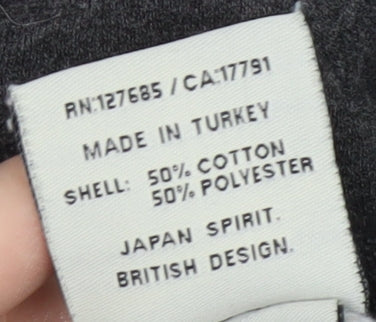 RN:127685 / CA:17791
MADE IN TURKEY
SHELL: 50% COTTON
50% POLYESTER
JAPAN SPIRIT.
BRITISH DESIGN.